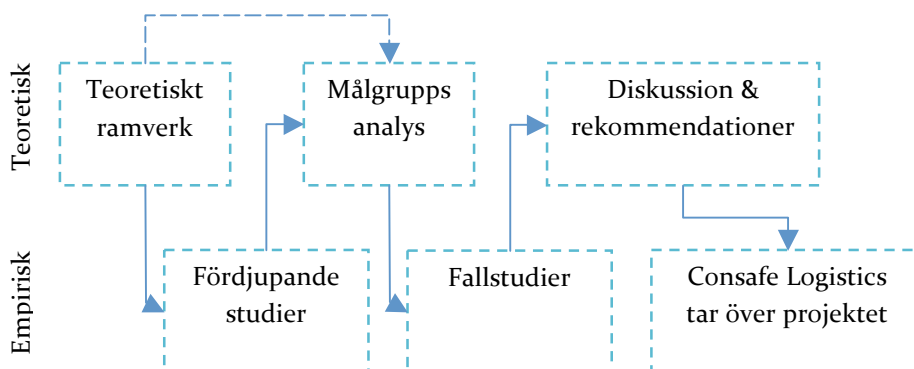 Teoretisk
Teoretiskt
ramverk
Målgrupps
analys
Diskussion &
rekommendationer
Empirisk
Fördjupande
studier
Fallstudier
Consafe Logistics
tar över projektet